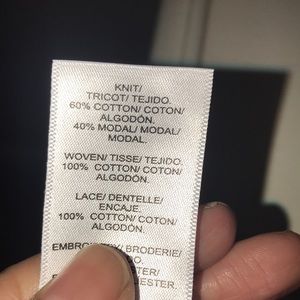 KNIT/
TRICOT/ TEJIDO.
60% COTTON/ COTON/
ALGODÓN.
40% MODAL/ MODAL/
MODAL.
WOVEN/ TISSE/ TEJIDO.
100% COTTON/ COTON/
ALGODÓN.
LACE/ DENTELLE/
ENCAJE.
100% COTTON/ COTON/
ALGODÓN.
BRODERIE/